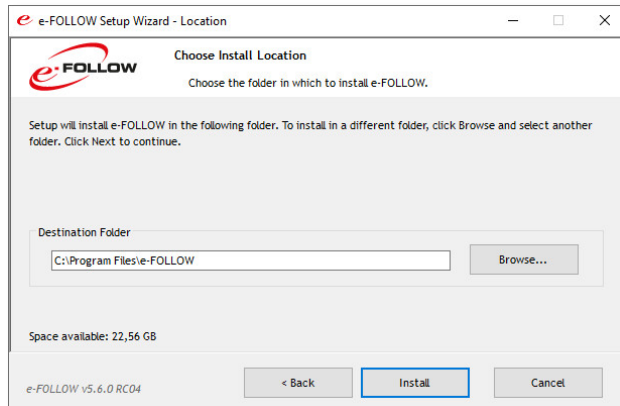 e-FOLLOW Setup Wizard - Location
e-FOLLOW
Choose Install Location
Choose the folder in which to install e-FOLLOW.
Setup will install e-FOLLOW in the following folder. To install in a different folder, click Browse and select another
folder. Click Next to continue.
Destination Folder
C:\Program Files\e-FOLLOW
Browse...
Space available: 22,56 GB
e-FOLLOW v5.6.0 RC04
< Back
Install
Cancel